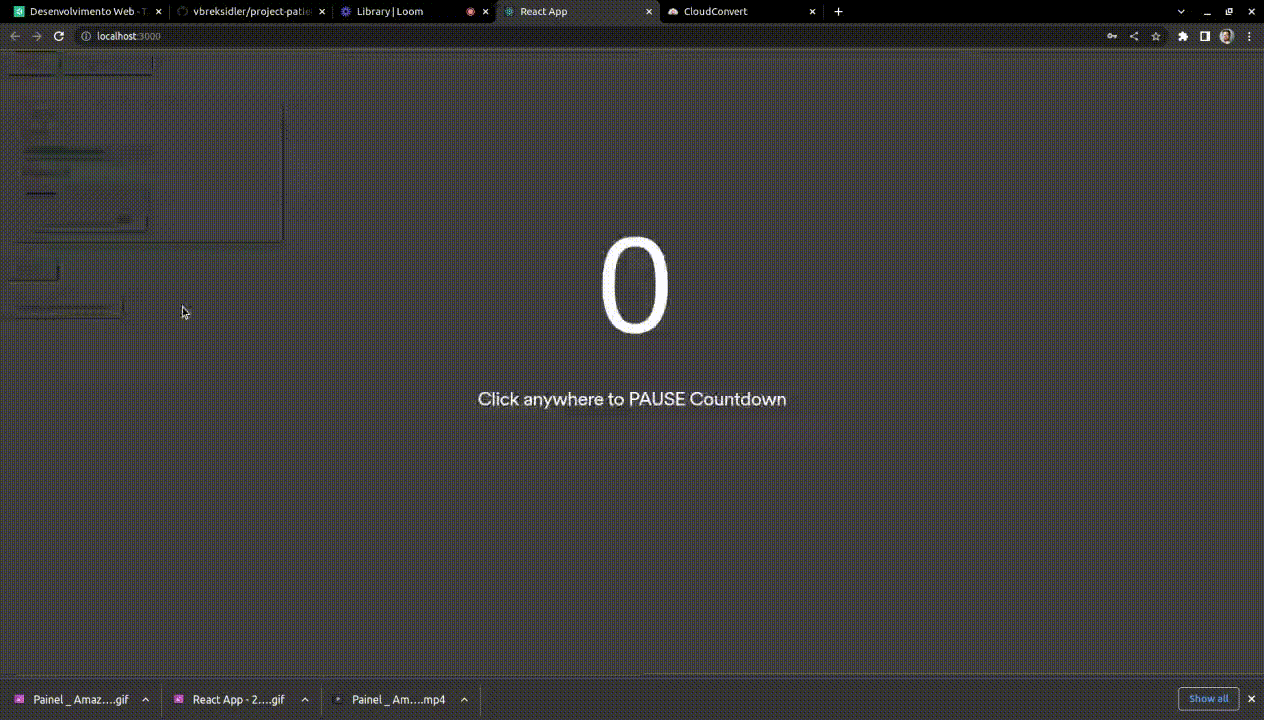 Desenvolvimento Web - T
vbreksidler/project-patie
Library | Loom
React App
CloudConvert
localhost:3000
0
Click anywhere to PAUSE Countdown
Painel _ Amaz....gif
React App - 2....gif
Painel _ Am....mp4
Show all